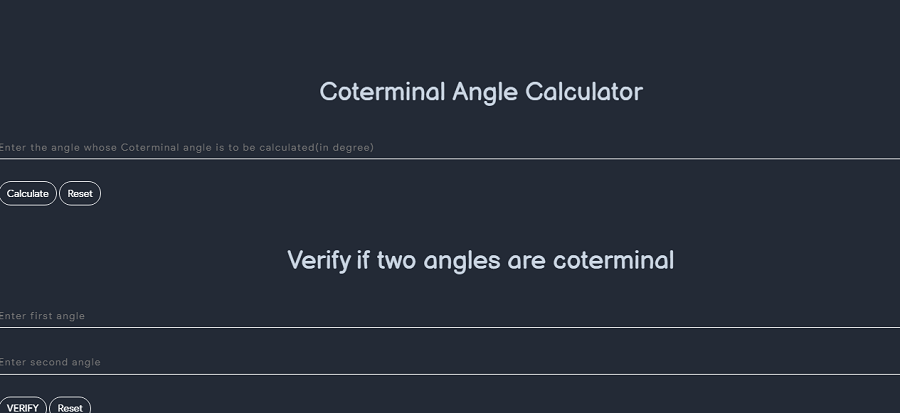 Coterminal Angle Calculator
Enter the angle whose Coterminal angle is to be calculated(in degree)
Calculate Reset
Verify if two angles are coterminal
Enter first angle
Enter second angle
VERIFY Reset